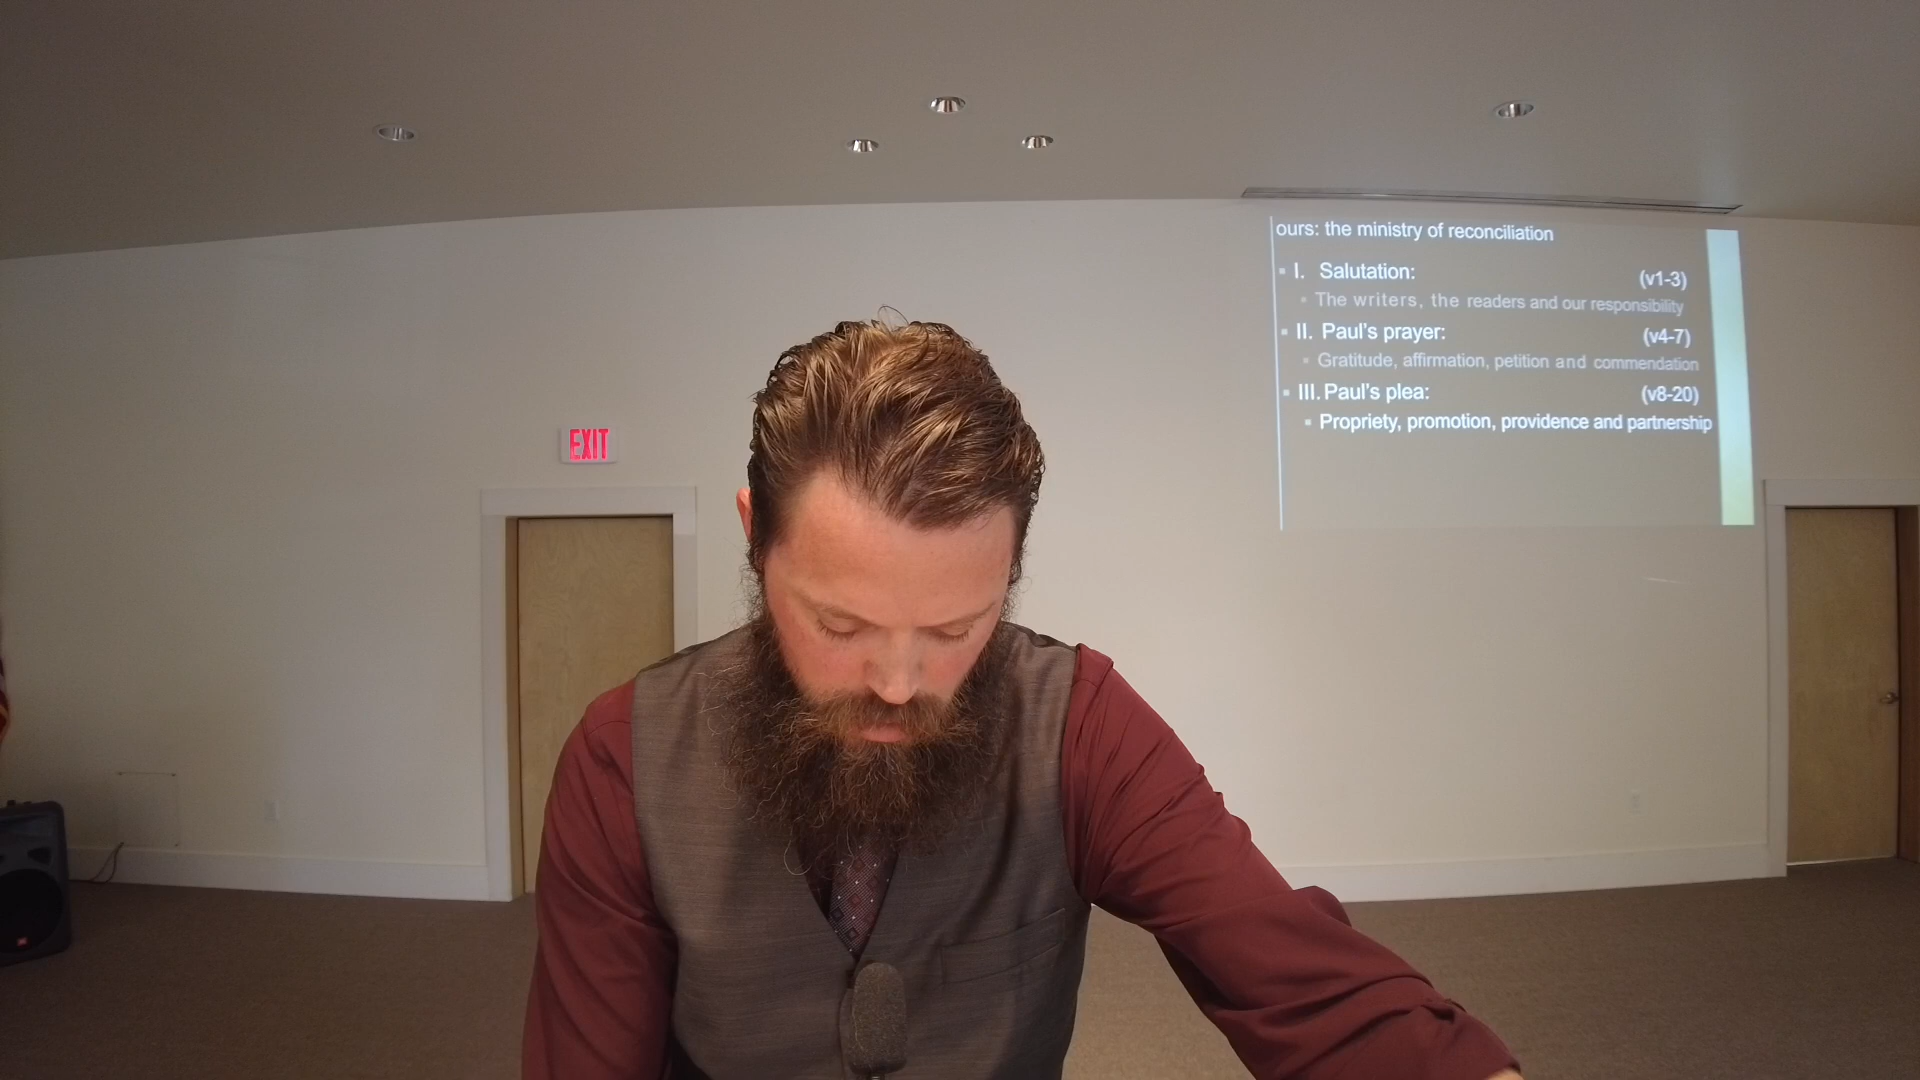 EXIT
ours: the ministry of reconciliation
▪ I. Salutation: (v1-3)
▪ The writers, the readers and our responsibility
▪ II. Paul's prayer: (v4-7)
▪ Gratitude, affirmation, petition and commendation
▪ III. Paul's plea: (v8-20)
▪ Propriety, promotion, providence and partnership